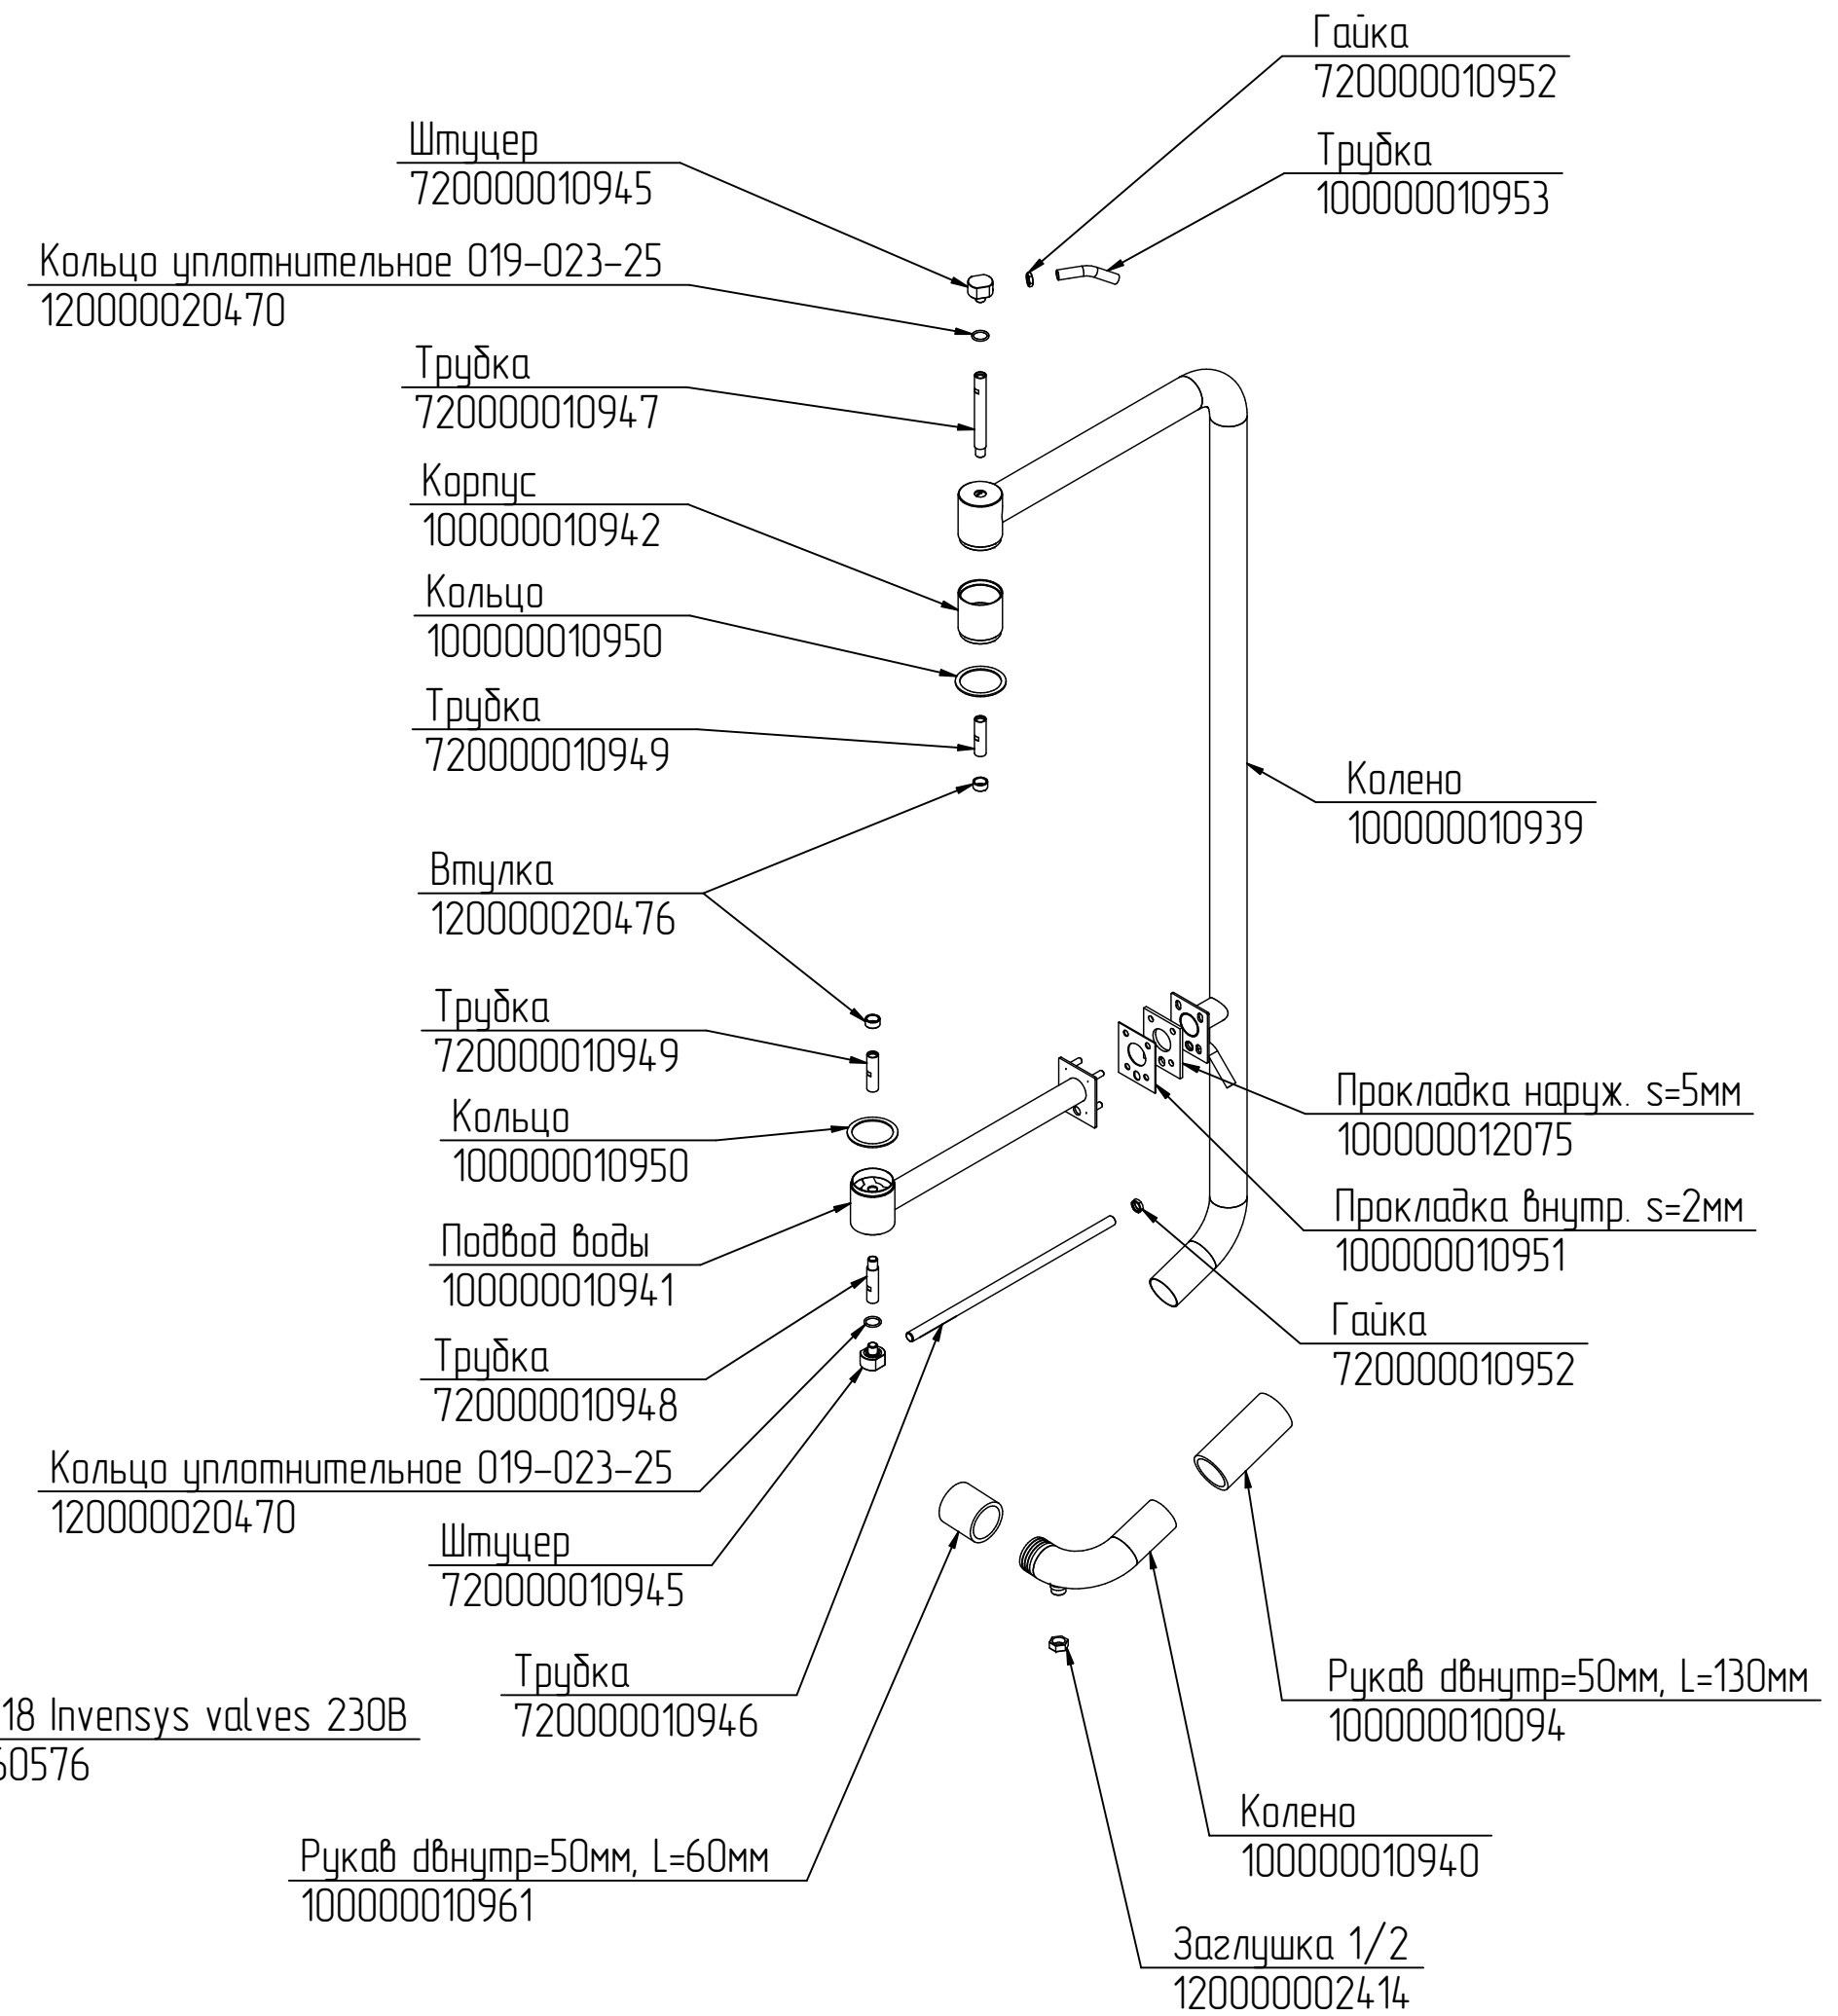 Гайка
720000010952
Штуцер
720000010945
Трубка
100000010953
Кольцо уплотнительное 019-023-25
120000020470
Трубка
720000010947
Корпус
100000010942
Кольцо
100000010950
Трубка
720000010949
Колено
100000010939
Втулка
120000020476
Трубка
720000010949
Прокладка наруж. s=5мм
100000012075
Кольцо
100000010950
Прокладка внутр. s=2мм
100000010951
Подвод воды
100000010941
Гайка
720000010952
Трубка
720000010948
Кольцо уплотнительное 019-023-25
120000020470
Штуцер
720000010945
Трубка
720000010946
Рукав dвнутр=50мм, L=130мм
100000010094
18 Invensys valves 230В
60576
Колено
100000010940
Рукав dвнутр=50мм, L=60мм
100000010961
Заглушка 1/2
120000002414